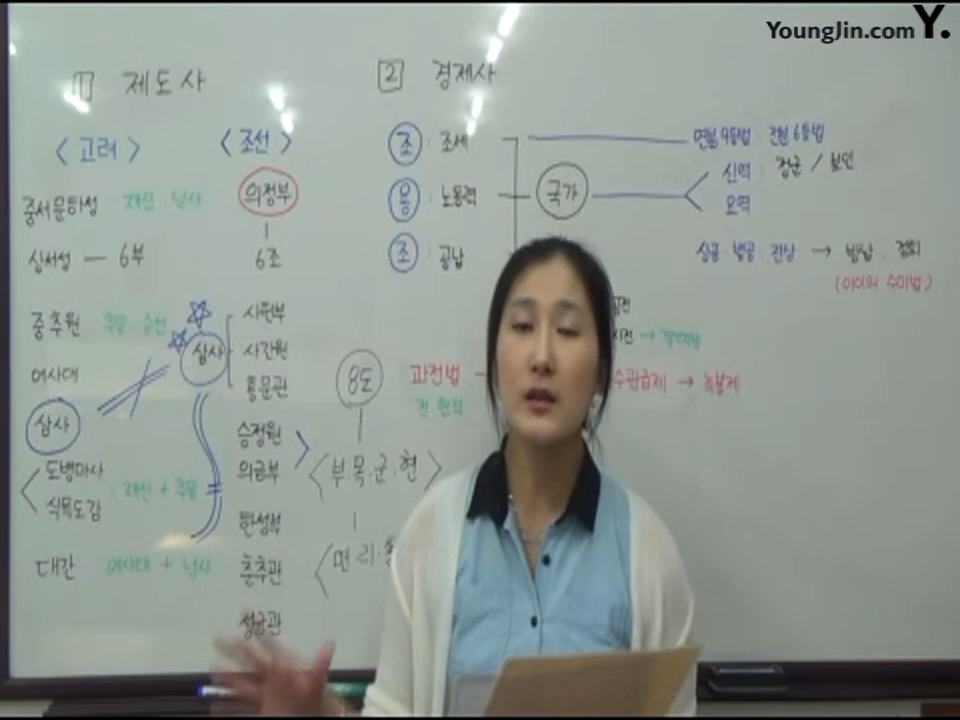 YoungJin.com Y.
1 제도사
<고려>
<조선>
중서문하성 재신 낭사
의정부
상서성 — 6부
6조
중추원 추밀 승선
삼사
사헌부
사간원
홍문관
어사대
삼사
도병마사
식목도감
재신 + 추밀
대간 어사대 + 낭사
승정원
의금부
한성부
춘추관
성균관
8도
<부.목.군.현>
면.리.
2 경제사
조 : 조세
용 : 노동력
조 : 공납
국가
연분 9등법 . 전분 6등법
신역 : 정군 / 보인
요역
상공 별공 진상 → 방납
(이이의 수미법)
과전법
전.현직
수관급제 → 녹봉제